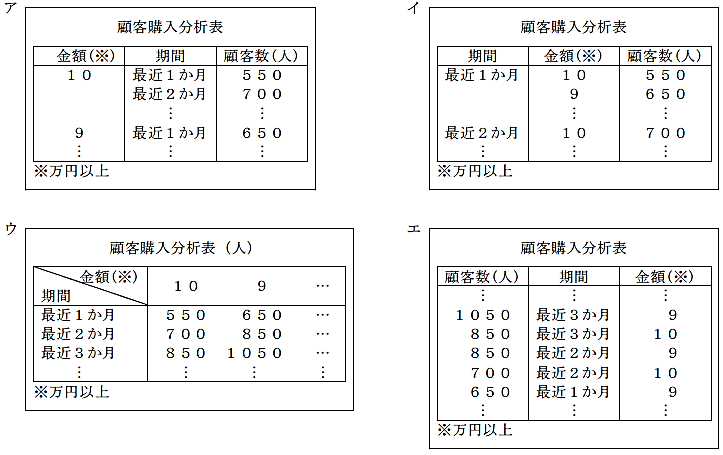 ア
顧客購入分析表
金額(※) 期間 顧客数(人)
10 最近1か月 550
最近2か月 700
⋮ ⋮
9 最近1か月 650
⋮ ⋮ ⋮
※万円以上
イ
顧客購入分析表
期間 金額(※) 顧客数(人)
最近1か月 10 550
9 650
⋮ ⋮
最近2か月 10 700
⋮ ⋮ ⋮
※万円以上
ウ
顧客購入分析表(人)
金額(※) 10 9 …
期間
最近1か月 550 650 …
最近2か月 700 850 …
最近3か月 850 1050 …
⋮ ⋮ ⋮ ⋮
※万円以上
エ
顧客購入分析表
顧客数(人) 期間 金額(※)
⋮ ⋮ ⋮
1050 最近3か月 9
850 最近3か月 10
850 最近2か月 9
700 最近2か月 10
650 最近1か月 9
⋮ ⋮ ⋮
※万円以上